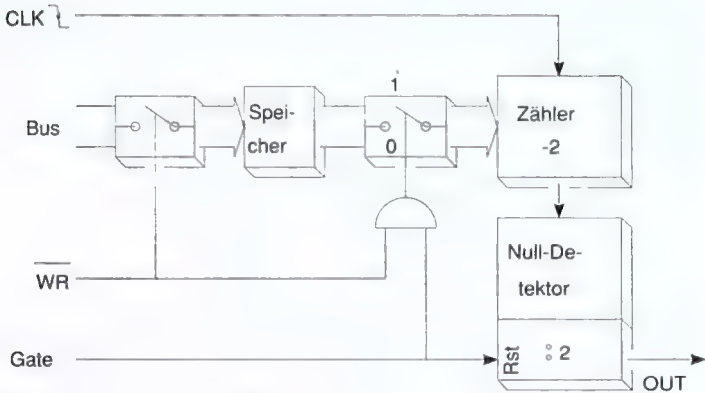 CLK
Bus
Spei-
cher
1
0
Zähler
-2
WR
Null-De-
tektor
Gate
Rst
: 2
OUT